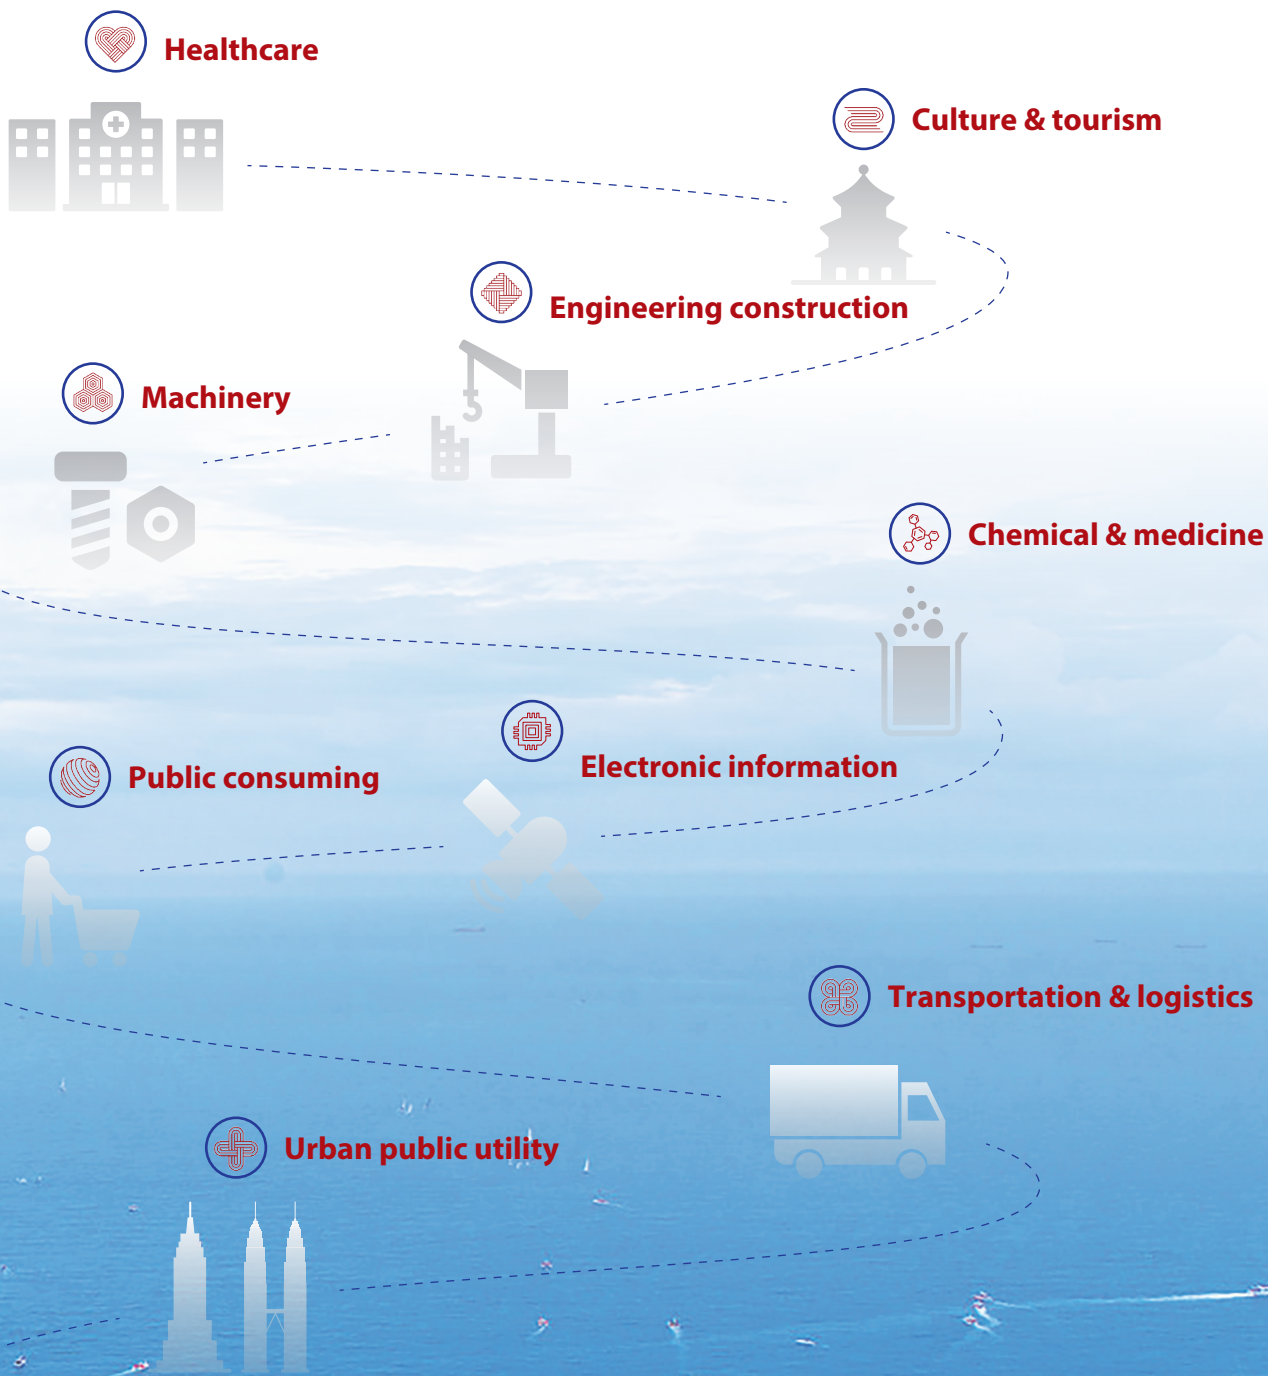 Healthcare
Culture & tourism
Engineering construction
Machinery
Chemical & medicine
Electronic information
Public consuming
Transportation & logistics
Urban public utility